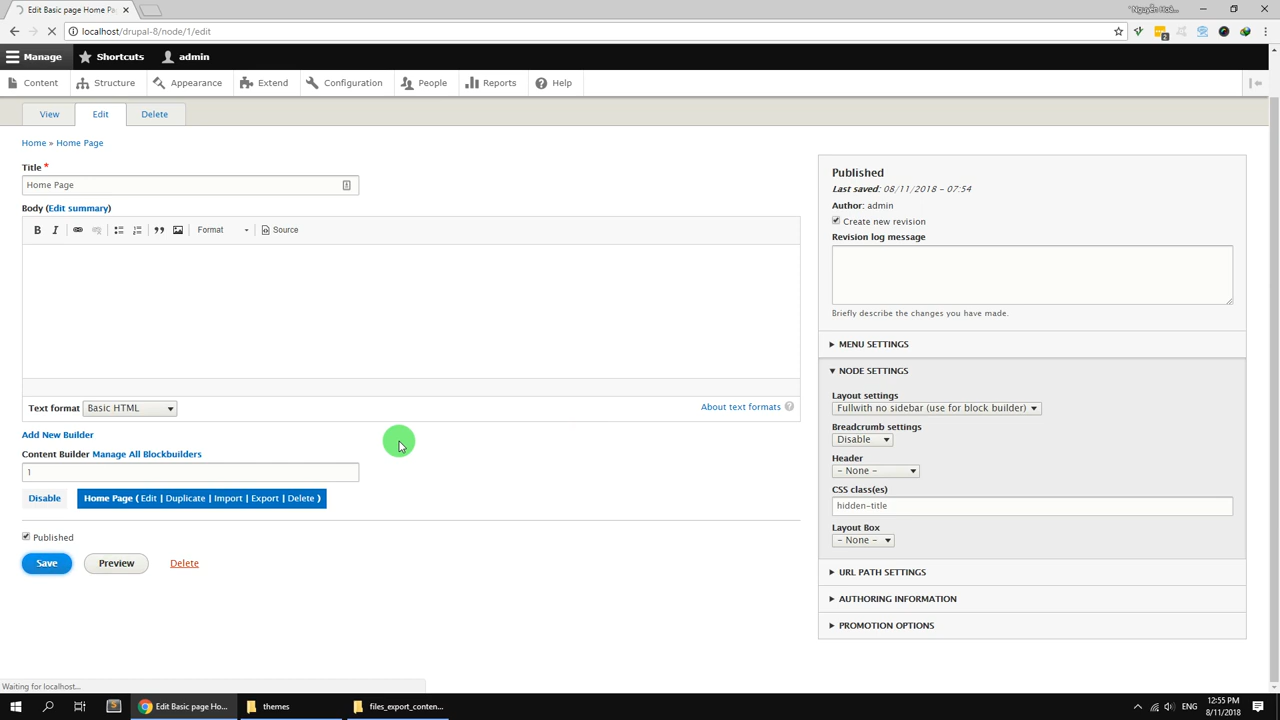 Edit Basic page Home Pa
"Nguyễn Hoà...
localhost/drupal-8/node/1/edit
2
Manage
Shortcuts
admin
Content
Structure
Appearance
Extend
Configuration
People
Reports
Help
View
Edit
Delete
Home » Home Page
Title *
Home Page
Body (Edit summary)
B I
Format
Source
Text format
Basic HTML
About text formats ?
Add New Builder
Content Builder Manage All Blockbuilders
1
Disable
Home Page ( Edit | Duplicate | Import | Export | Delete )
Published
Save
Preview
Delete
Published
Last saved: 08/11/2018 - 07:54
Author: admin
Create new revision
Revision log message
Briefly describe the changes you have made.
MENU SETTINGS
NODE SETTINGS
Layout settings
Fullwith no sidebar (use for block builder)
Breadcrumb settings
Disable
Header
- None -
CSS class(es)
hidden-title
Layout Box
- None -
URL PATH SETTINGS
AUTHORING INFORMATION
PROMOTION OPTIONS
Waiting for localhost...
Edit Basic page Ho...
themes
files_export_conten...
ENG
12:55 PM
8/11/2018